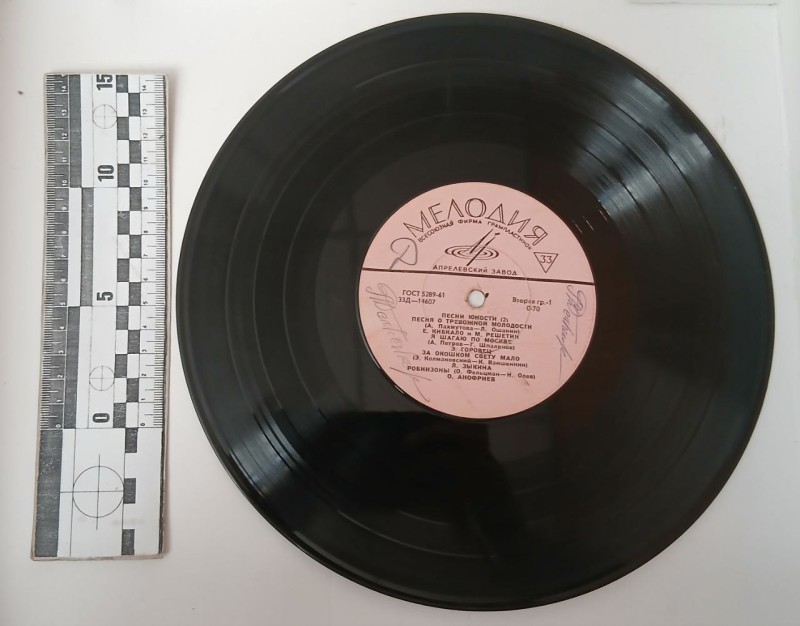 15
10
5
0
МЕЛОДИЯ
ВСЕСОЮЗНАЯ ФИРМА ГРАМПЛАСТИНОК
33
АПРЕЛЕВСКИЙ ЗАВОД
ГОСТ 5289-61
33Д—14607
Вторая гр.-1
0-70
ПЕСНИ ЮНОСТИ (2)
ПЕСНЯ О ТРЕВОЖНОЙ МОЛОДОСТИ
(А. Пахмутова—Л. Ошанин)
Е. КИБКАЛО и М. РЕШЕТИН
Я ШАГАЮ ПО МОСКВЕ
(А. Петров—Г. Шпаликов)
Э. ГОРОВЕЦ
ЗА ОКОШКОМ СВЕТУ МАЛО
(Э. Колмановский—К. Ваншенкин)
Л. ЗЫКИНА
РОБИНЗОНЫ (О. Фельцман—Н. Олев)
О. АНОФРИЕВ